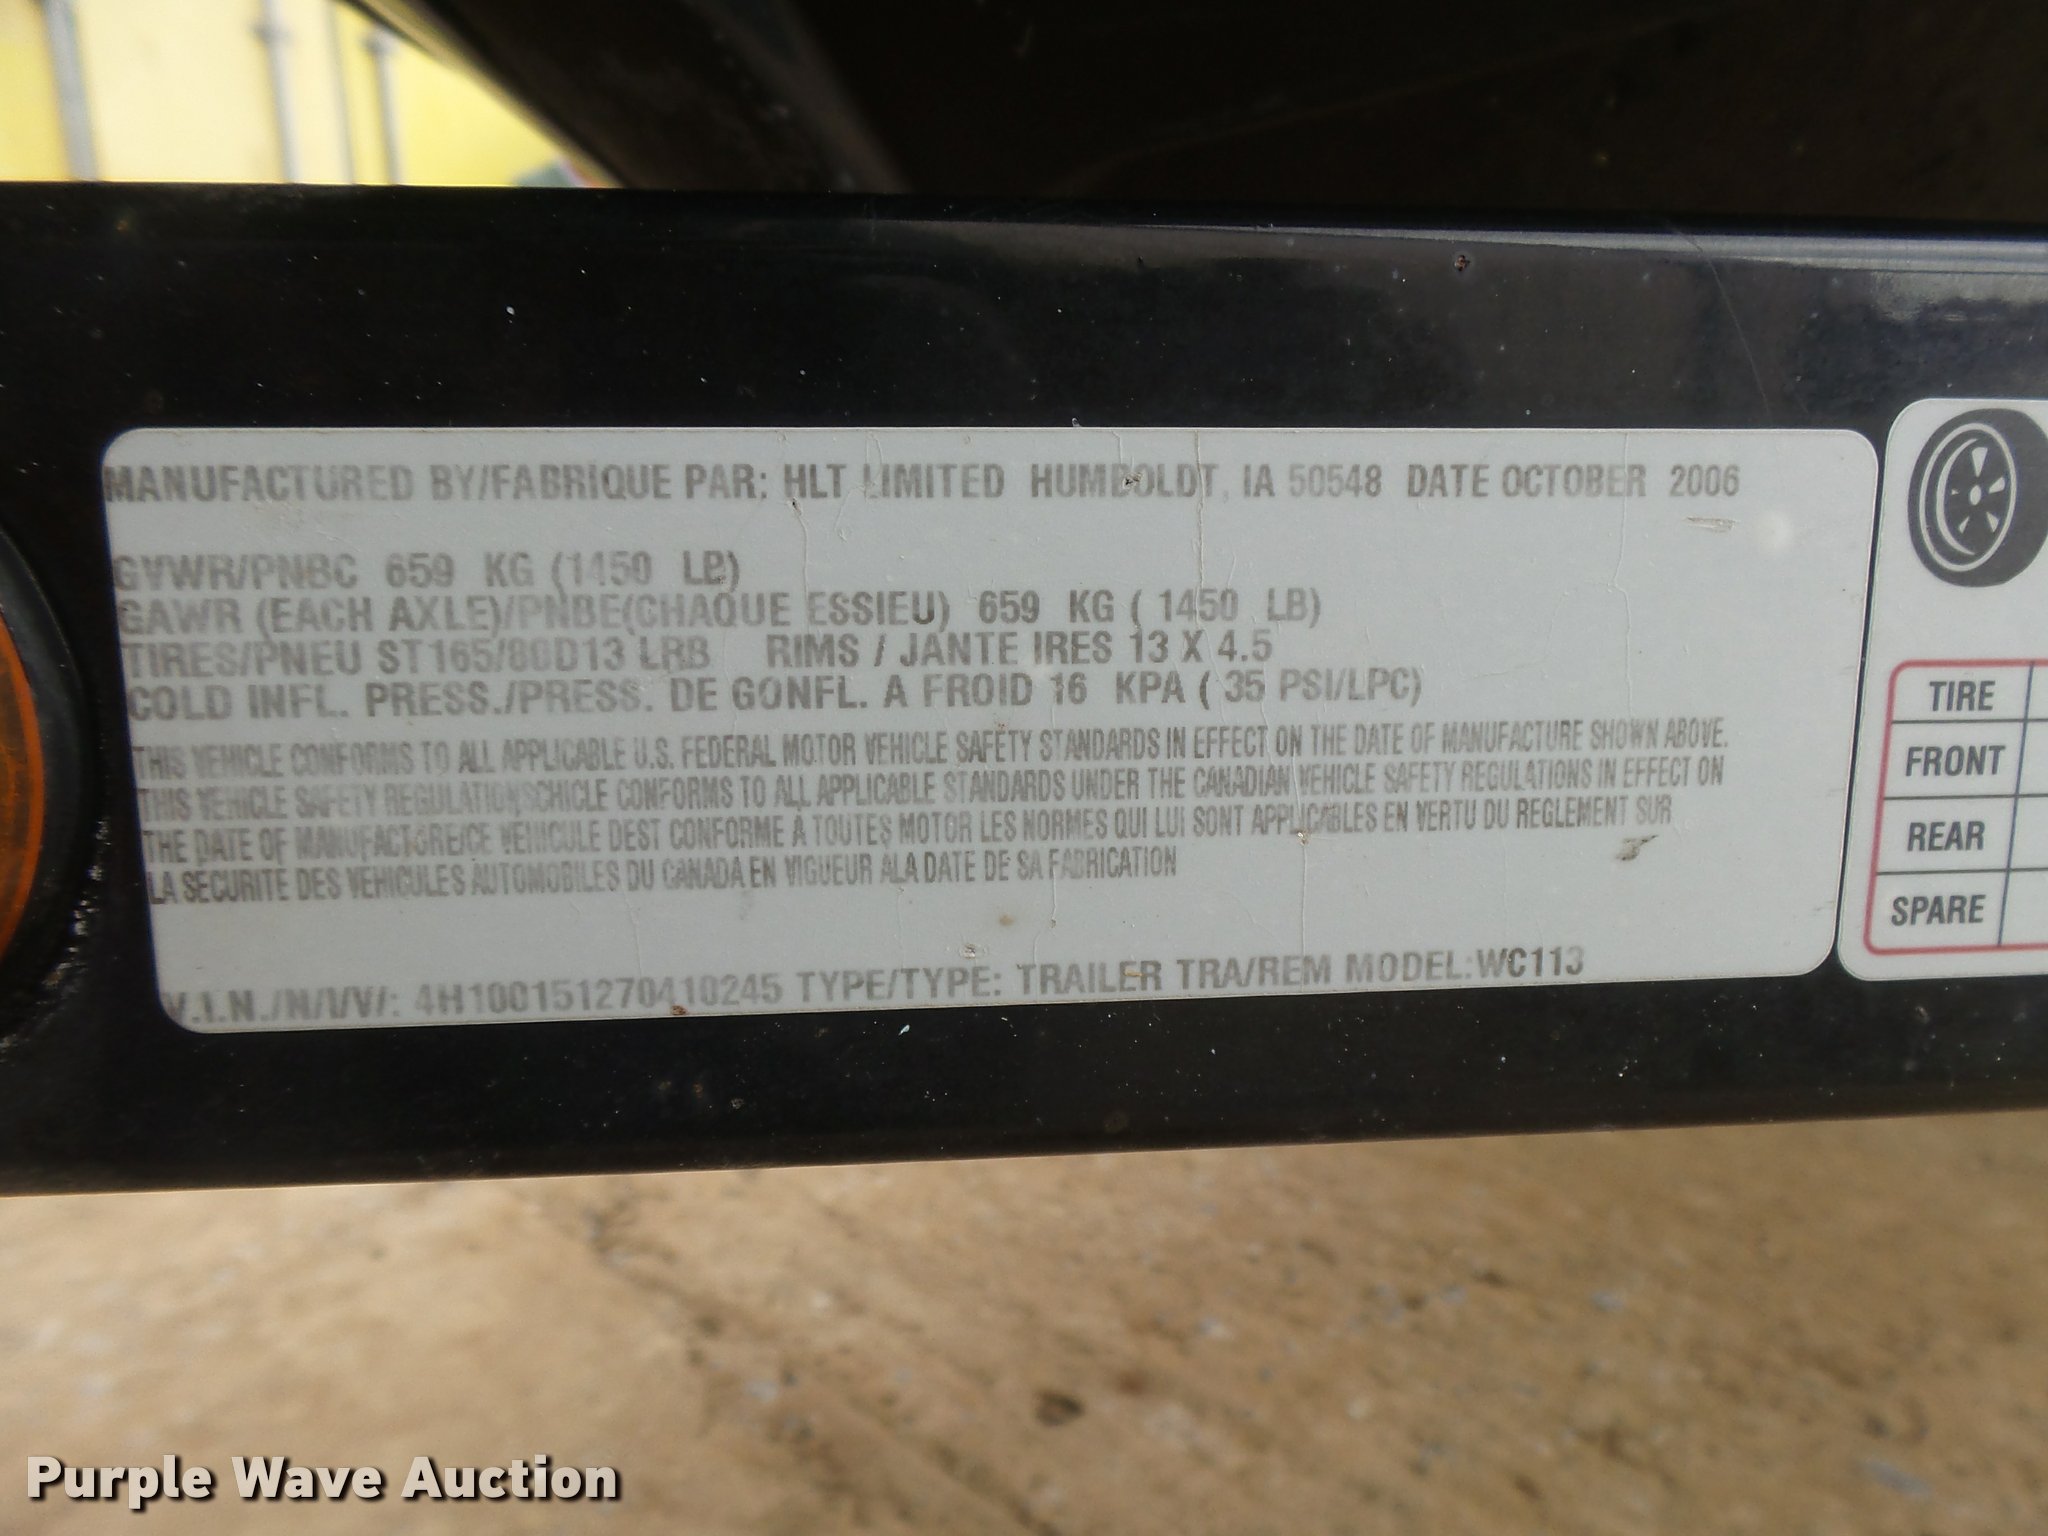 MANUFACTURED BY/FABRIQUE PAR: HLT LIMITED HUMBOLDT, IA 50548 DATE OCTOBER 2006
GVWR/PNBC 659 KG (1450 LB)
GAWR (EACH AXLE)/PNBE(CHAQUE ESSIEU) 659 KG ( 1450 LB)
TIRES/PNEU ST165/80D13 LRB RIMS / JANTE IRES 13 X 4.5
COLD INFL. PRESS./PRESS. DE GONFL. A FROID 16 KPA ( 35 PSI/LPC)
THIS VEHICLE CONFORMS TO ALL APPLICABLE U.S. FEDERAL MOTOR VEHICLE SAFETY STANDARDS IN EFFECT ON THE DATE OF MANUFACTURE SHOWN ABOVE.
THIS VEHICLE SAFETY REGULATIONSCHICLE CONFORMS TO ALL APPLICABLE STANDARDS UNDER THE CANADIAN VEHICLE SAFETY REGULATIONS IN EFFECT ON
THE DATE OF MANUFACTORE/CE VEHICULE DEST CONFORME A TOUTES MOTOR LES NORMES QUI LUI SONT APPLICABLES EN VERTU DU REGLEMENT SUR
LA SECURITE DES VEHICULES AUTOMOBILES DU CANADA EN VIGUEUR ALA DATE DE SA FABRICATION
V.I.N./N/I/V/: 4H100151270410245 TYPE/TYPE: TRAILER TRA/REM MODEL:WC113
TIRE
FRONT
REAR
SPARE
Purple Wave Auction